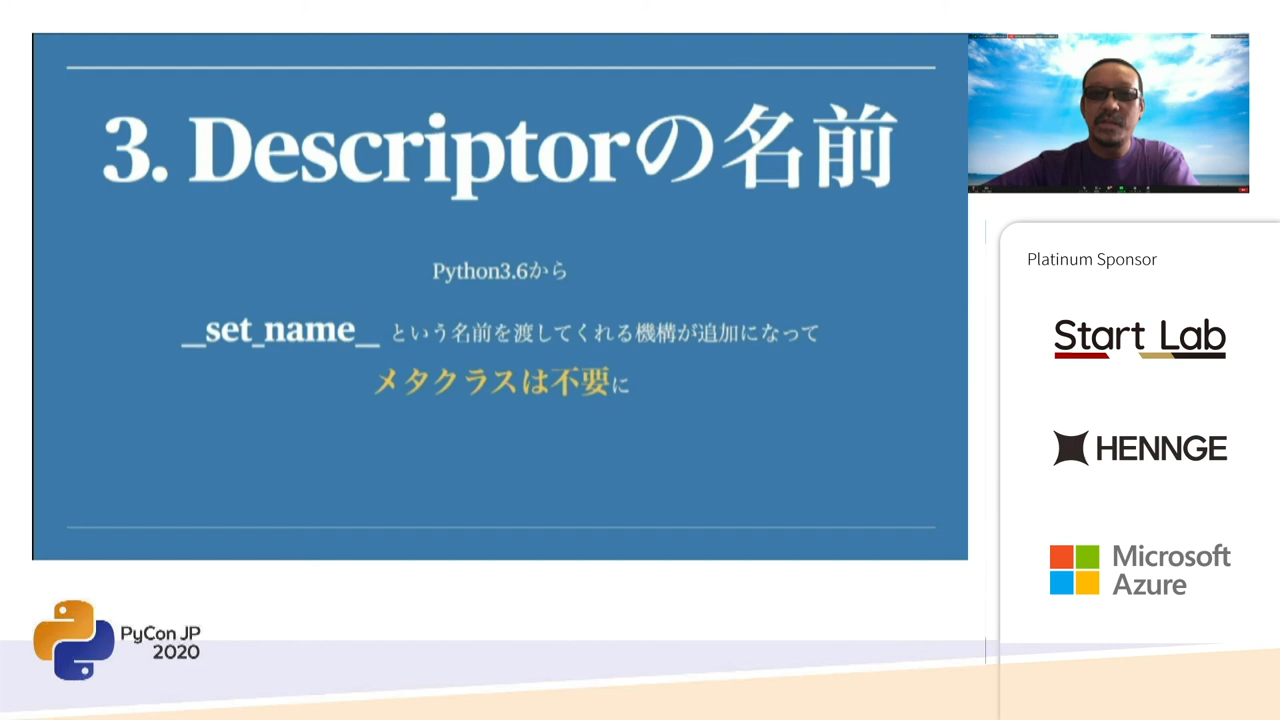 3. Descriptorの名前
Python3.6から
__set_name__ という名前を渡してくれる機構が追加になって
メタクラスは不要に
Platinum Sponsor
Start Lab
HENNGE
Microsoft
Azure
PyCon JP
2020